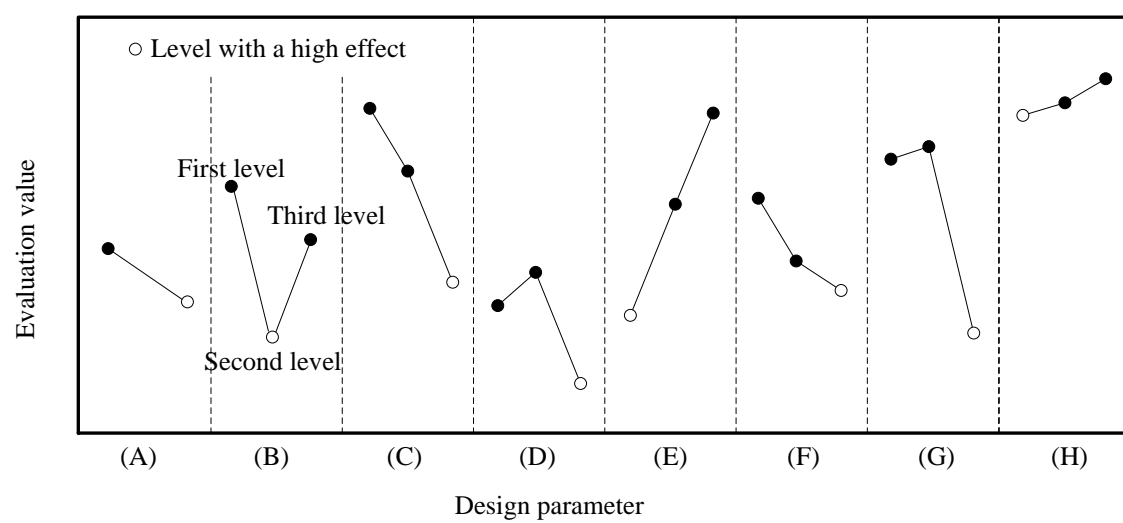 Level with a high effect
First level
Third level
Second level
Evaluation value
(A) (B) (C) (D) (E) (F) (G) (H)
Design parameter